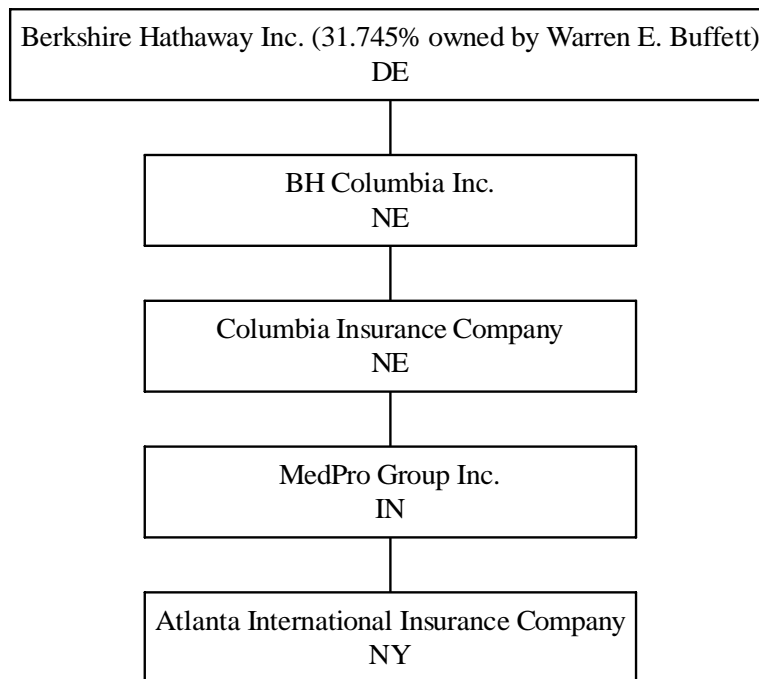 Berkshire Hathaway Inc. (31.745% owned by Warren E. Buffett)
DE
BH Columbia Inc.
NE
Columbia Insurance Company
NE
MedPro Group Inc.
IN
Atlanta International Insurance Company
NY